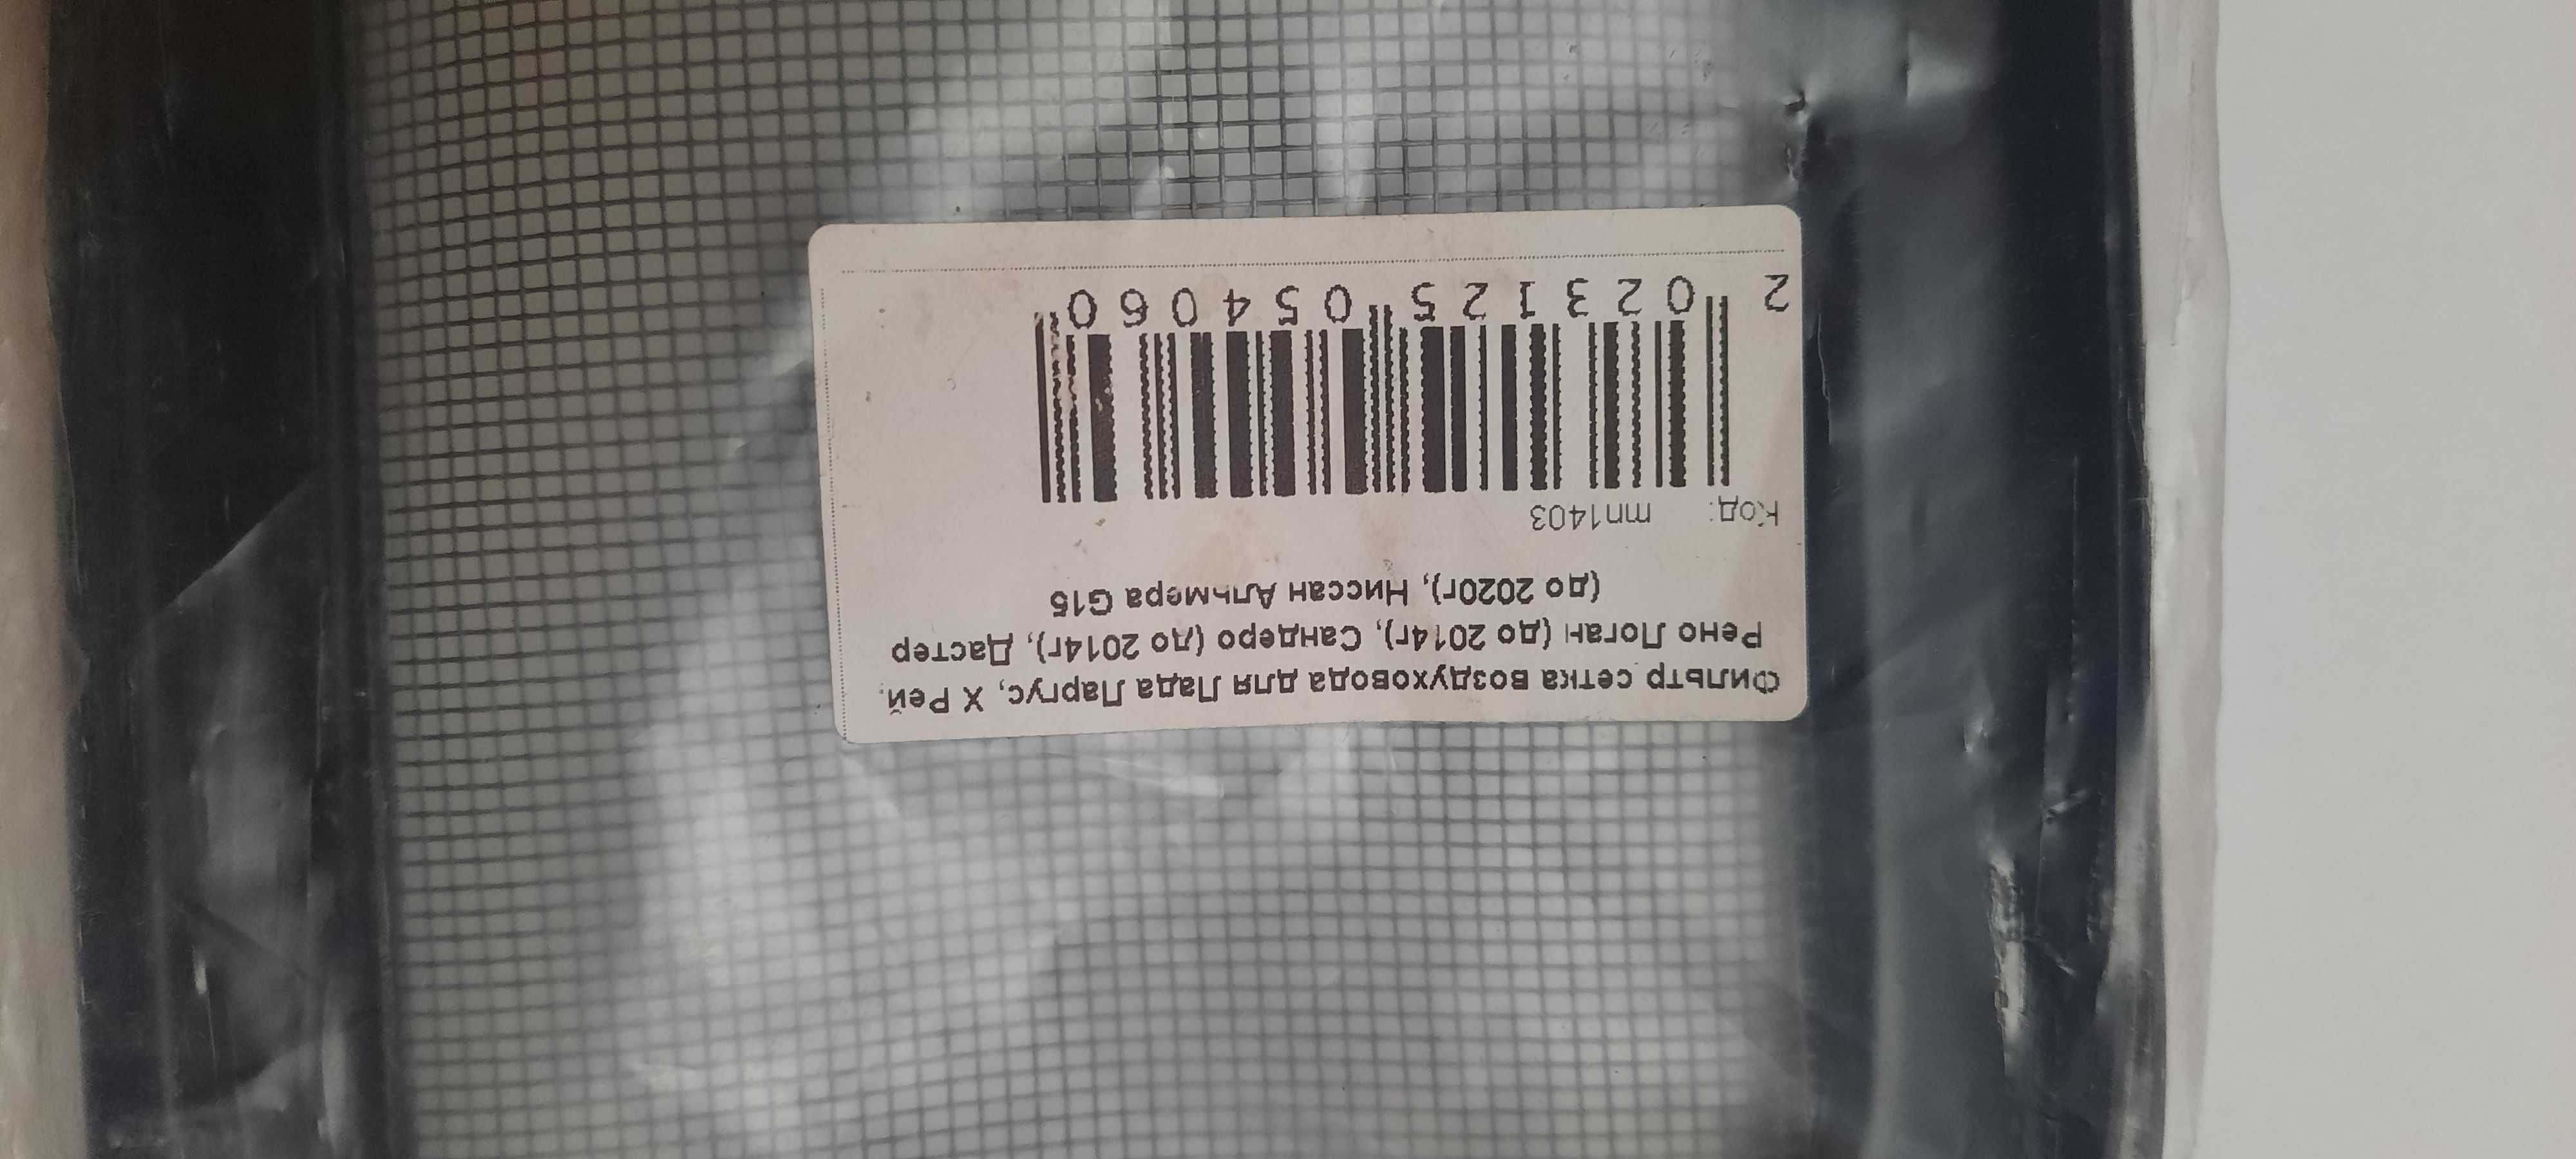 Фильтр сетка воздуховода для Лада Ларгус, Х Рей,
Рено Логан (до 2014г), Сандеро (до 2014г), Дастер
(до 2020г), Ниссан Альмера G15
Код: mn1403
2 023125 054060